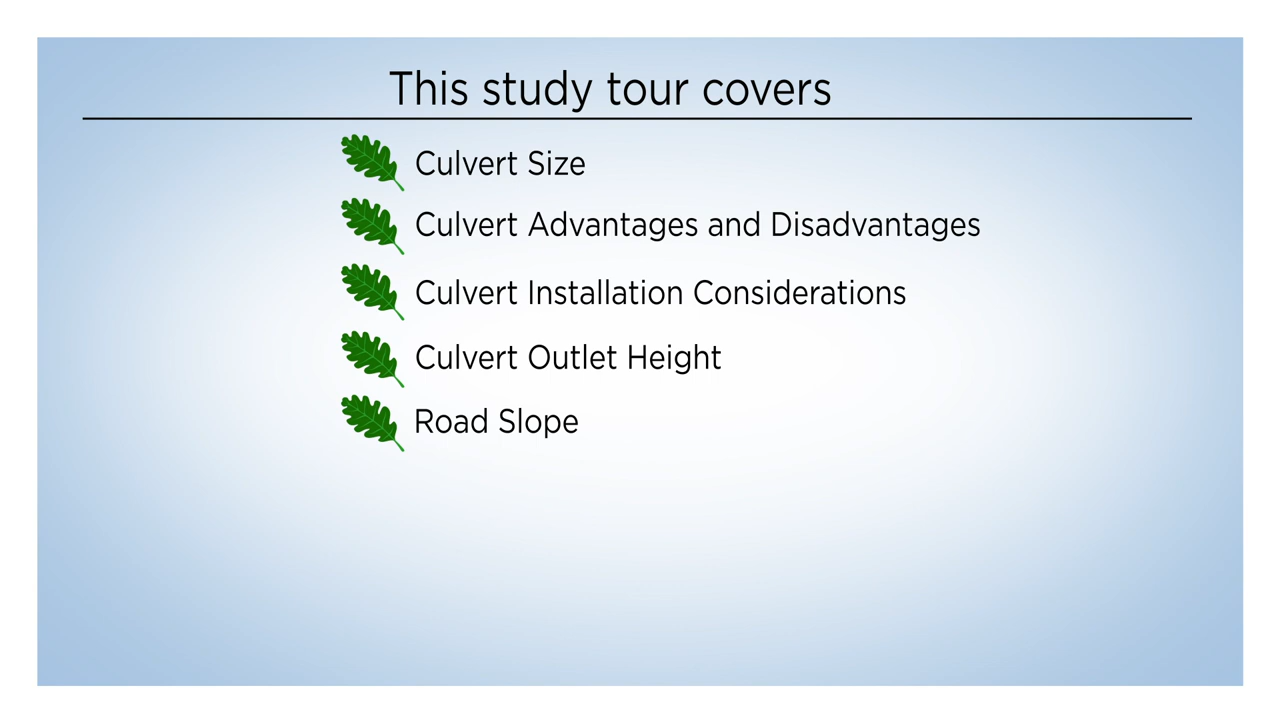 This study tour covers
Culvert Size
Culvert Advantages and Disadvantages
Culvert Installation Considerations
Culvert Outlet Height
Road Slope